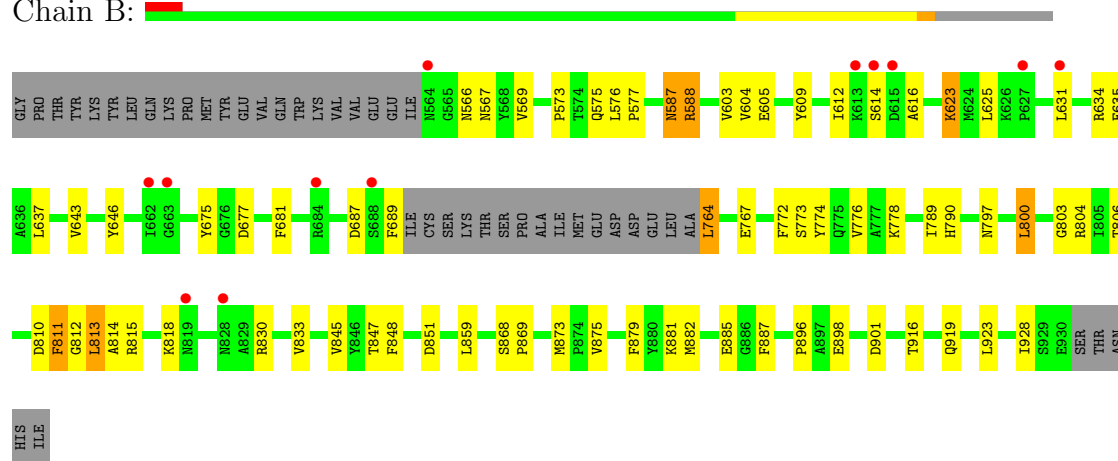 Chain B:
GLY PRO THR TYR LYS TYR TYR LEU GLN LYS PRO MET TYR GLU VAL GLN TRP LYS VAL VAL GLU GLU ILE N564 G565 N566 N567 Y568 V569 P573 T574 Q575 L576 P577 N587 R588 V603 V604 E605 Y609 I612 K613 S614 D615 A616 K623 M624 L625 K626 P627 L631 R634
A636 L637 V643 Y646 I662 G663 Y675 G676 D677 F681 R684 D687 S688 F689 ILE CYS SER LYS THR SER PRO ALA ILE MET GLU ASP ASP GLU LEU ALA L764 E767 F772 S773 Y774 Q775 V776 A777 K778 I789 H790 N797 L800 G803 R804 I805
D810 F811 G812 L813 A814 R815 K818 N819 N828 A829 R830 V833 V845 Y846 T847 F848 D851 L859 S868 P869 M873 P874 V875 F879 Y880 K881 M882 E885 G886 F887 P896 A897 E898 D901 T916 Q919 L923 I928 S929 E930 SER THR ASN
HIS ILE